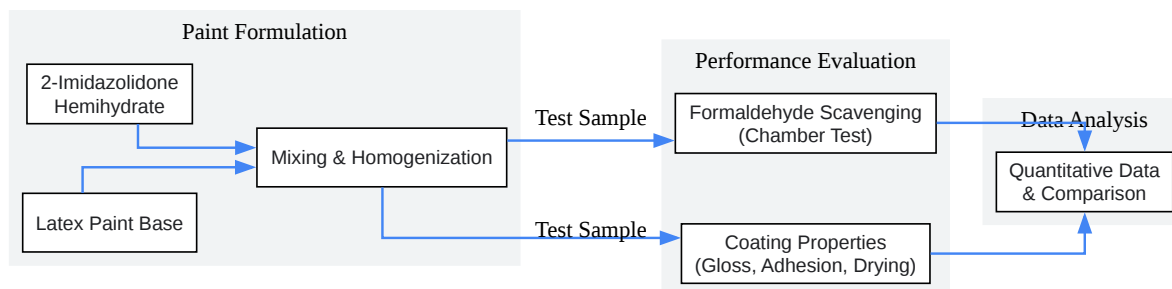 Paint Formulation
2-Imidazolidone
Hemihydrate
Mixing & Homogenization
Latex Paint Base
Test Sample
Test Sample
Performance Evaluation
Formaldehyde Scavenging
(Chamber Test)
Coating Properties
(Gloss, Adhesion, Drying)
Data Analysis
Quantitative Data
& Comparison